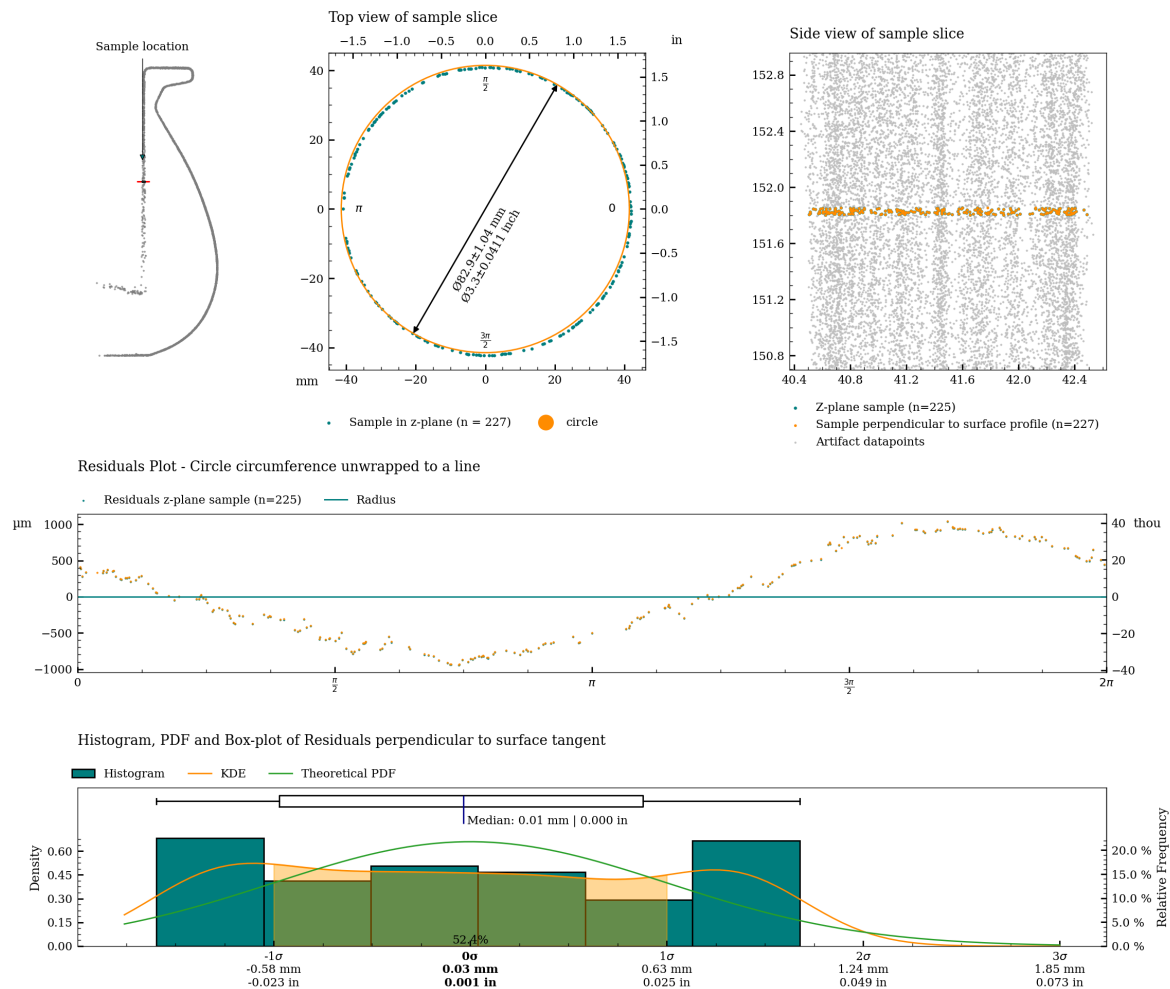 Sample location
Top view of sample slice
−1.5 −1.0 −0.5 0.0 0.5 1.0 1.5 in
40 20 0 −20 −40
1.5 1.0 0.5 0.0 −0.5 −1.0 −1.5
π/2
π
0
3π/2
Ø82.9±1.04 mm
Ø3.3±0.0411 inch
mm −40 −20 0 20 40
Sample in z-plane (n = 227) circle
Side view of sample slice
152.8
152.4
152.0
151.6
151.2
150.8
40.4 40.8 41.2 41.6 42.0 42.4
Z-plane sample (n=225)
Sample perpendicular to surface profile (n=227)
Artifact datapoints
Residuals Plot - Circle circumference unwrapped to a line
Residuals z-plane sample (n=225) Radius
µm 1000 500 0 −500 −1000
40 thou 20 0 −20 −40
0 π/2 π 3π/2 2π
Histogram, PDF and Box-plot of Residuals perpendicular to surface tangent
Histogram KDE Theoretical PDF
Median: 0.01 mm | 0.000 in
Density
0.60 0.45 0.30 0.15 0.00
20.0 % 15.0 % 10.0 % 5.0 % 0.0 %
Relative Frequency
52.4%
-1σ 0σ 1σ 2σ 3σ
-0.58 mm 0.03 mm 0.63 mm 1.24 mm 1.85 mm
-0.023 in 0.001 in 0.025 in 0.049 in 0.073 in